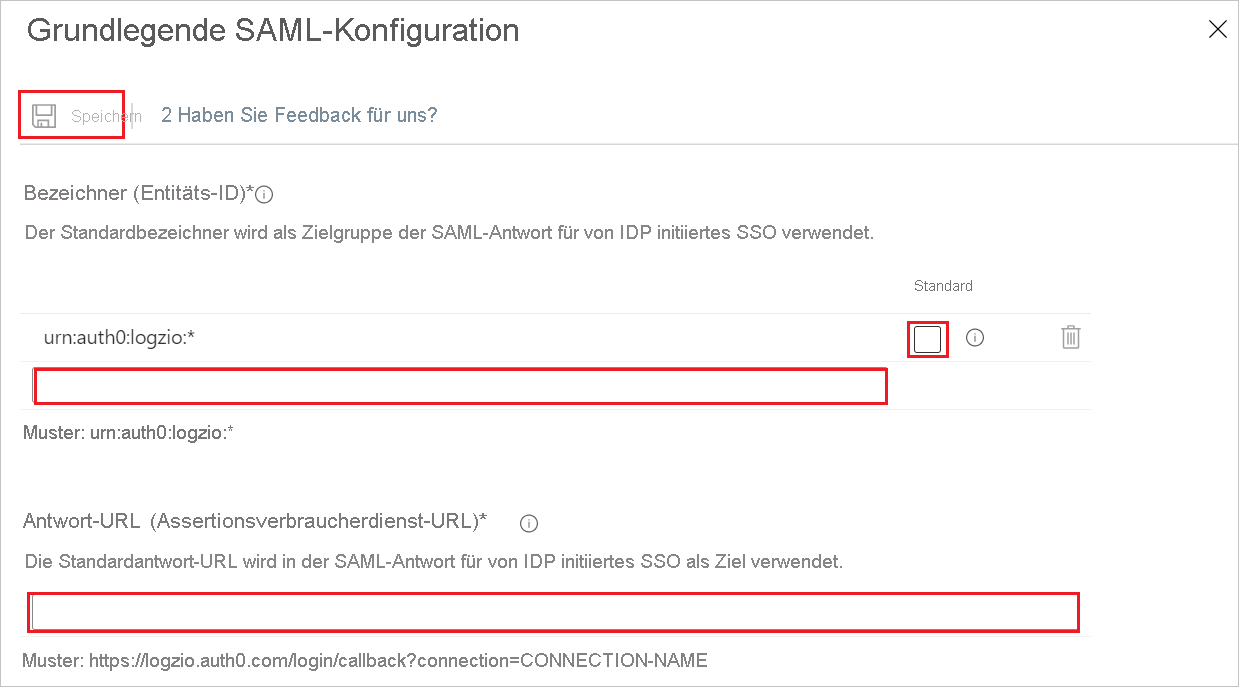 Grundlegende SAML-Konfiguration
Speichern 2 Haben Sie Feedback für uns?
Bezeichner (Entitäts-ID)*
Der Standardbezeichner wird als Zielgruppe der SAML-Antwort für von IDP initiiertes SSO verwendet.
Standard
urn:auth0:logzio:*
Muster: urn:auth0:logzio:*
Antwort-URL (Assertionsverbraucherdienst-URL)*
Die Standardantwort-URL wird in der SAML-Antwort für von IDP initiiertes SSO als Ziel verwendet.
Muster: https://logzio.auth0.com/login/callback?connection=CONNECTION-NAME